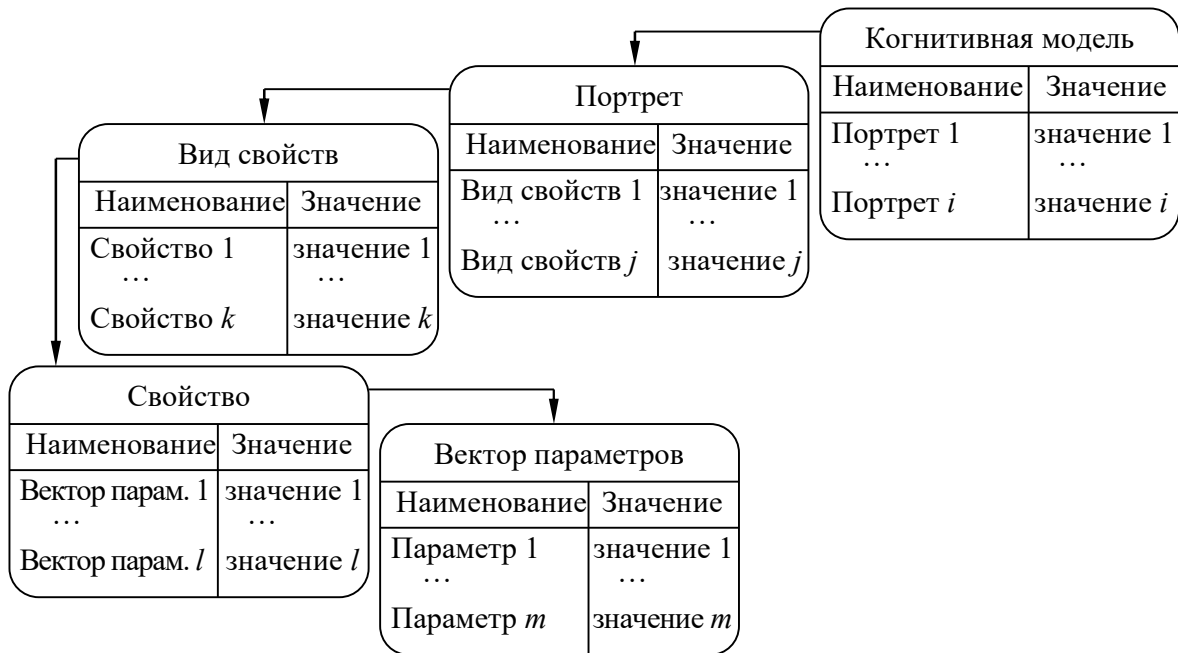 Когнитивная модель
Наименование Значение
Портрет 1 значение 1
... ...
Портрет i значение i
Портрет
Наименование Значение
Вид свойств 1 значение 1
... ...
Вид свойств j значение j
Вид свойств
Наименование Значение
Свойство 1 значение 1
... ...
Свойство k значение k
Свойство
Наименование Значение
Вектор парам. 1 значение 1
... ...
Вектор парам. l значение l
Вектор параметров
Наименование Значение
Параметр 1 значение 1
... ...
Параметр m значение m